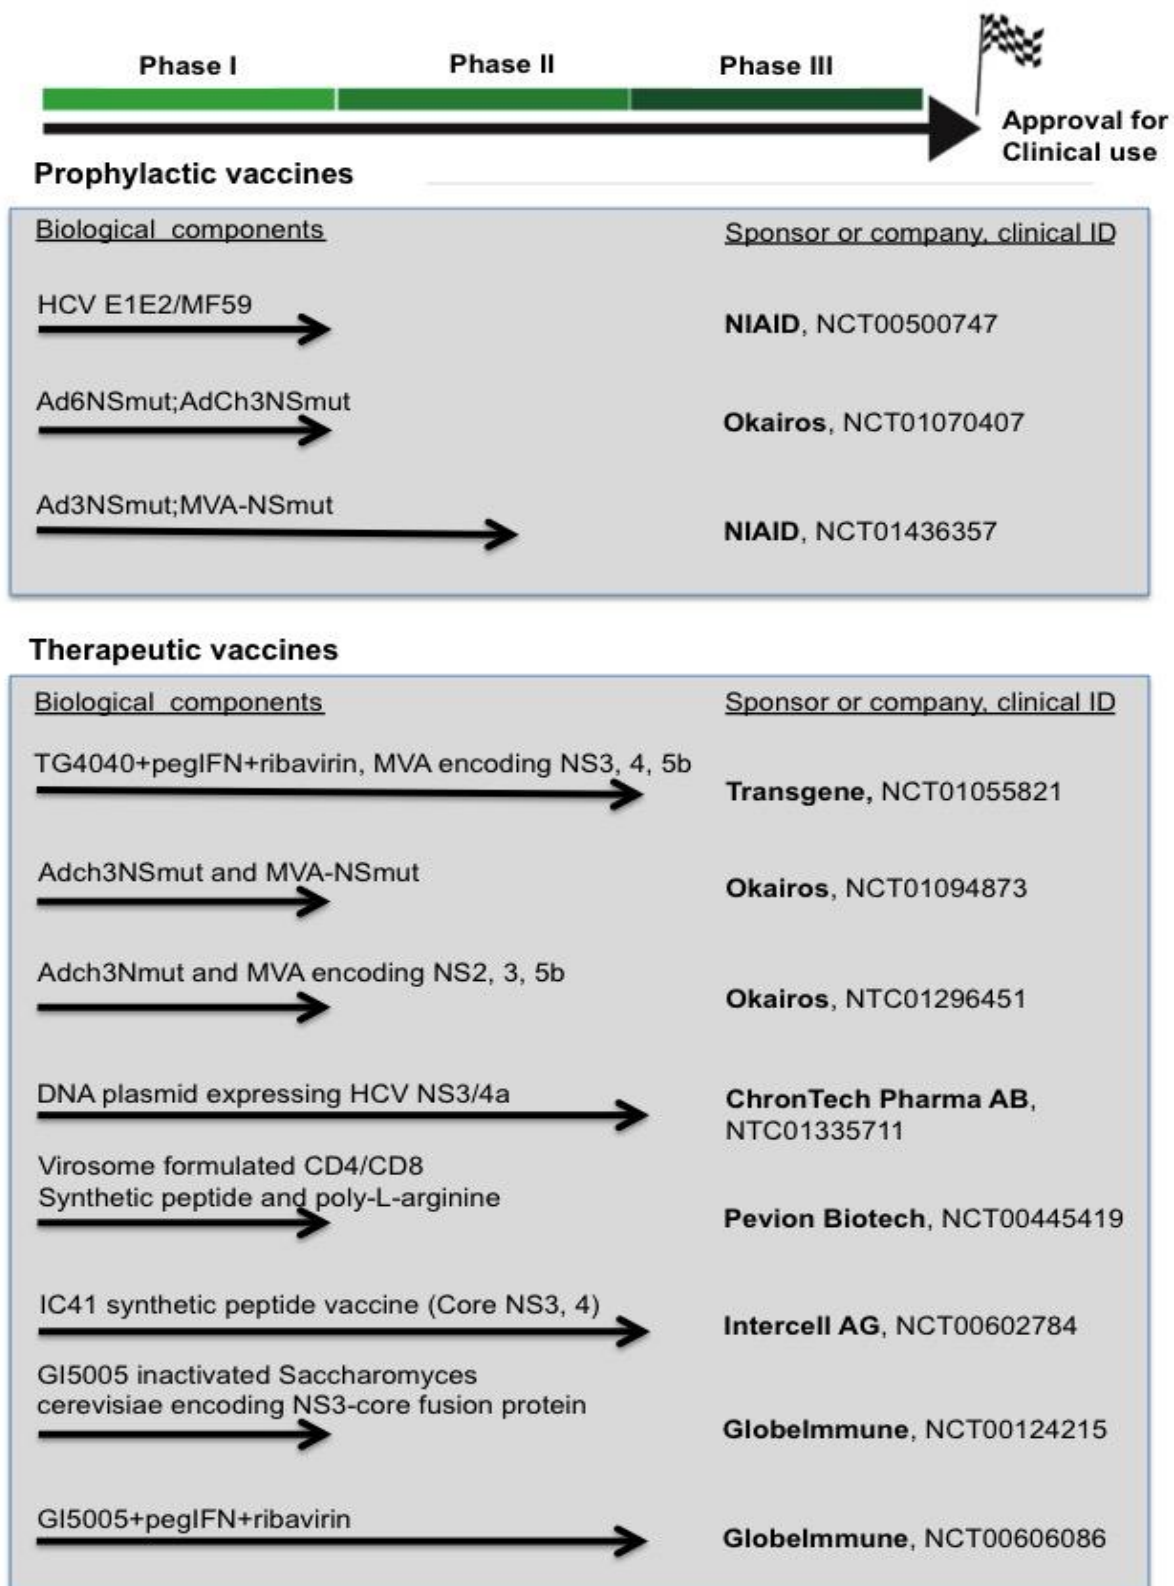 Phase I Phase II Phase III
Approval for
Clinical use
Prophylactic vaccines
Biological components Sponsor or company, clinical ID
HCV E1E2/MF59
NIAID, NCT00500747
Ad6NSmut;AdCh3NSmut
Okairos, NCT01070407
Ad3NSmut;MVA-NSmut
NIAID, NCT01436357
Therapeutic vaccines
Biological components Sponsor or company, clinical ID
TG4040+pegIFN+ribavirin, MVA encoding NS3, 4, 5b
Transgene, NCT01055821
Adch3NSmut and MVA-NSmut
Okairos, NCT01094873
Adch3Nmut and MVA encoding NS2, 3, 5b
Okairos, NTC01296451
DNA plasmid expressing HCV NS3/4a
ChronTech Pharma AB,
NTC01335711
Virosome formulated CD4/CD8
Synthetic peptide and poly-L-arginine
Pevion Biotech, NCT00445419
IC41 synthetic peptide vaccine (Core NS3, 4)
Intercell AG, NCT00602784
GI5005 inactivated Saccharomyces
cerevisiae encoding NS3-core fusion protein
GlobeImmune, NCT00124215
GI5005+pegIFN+ribavirin
GlobeImmune, NCT00606086